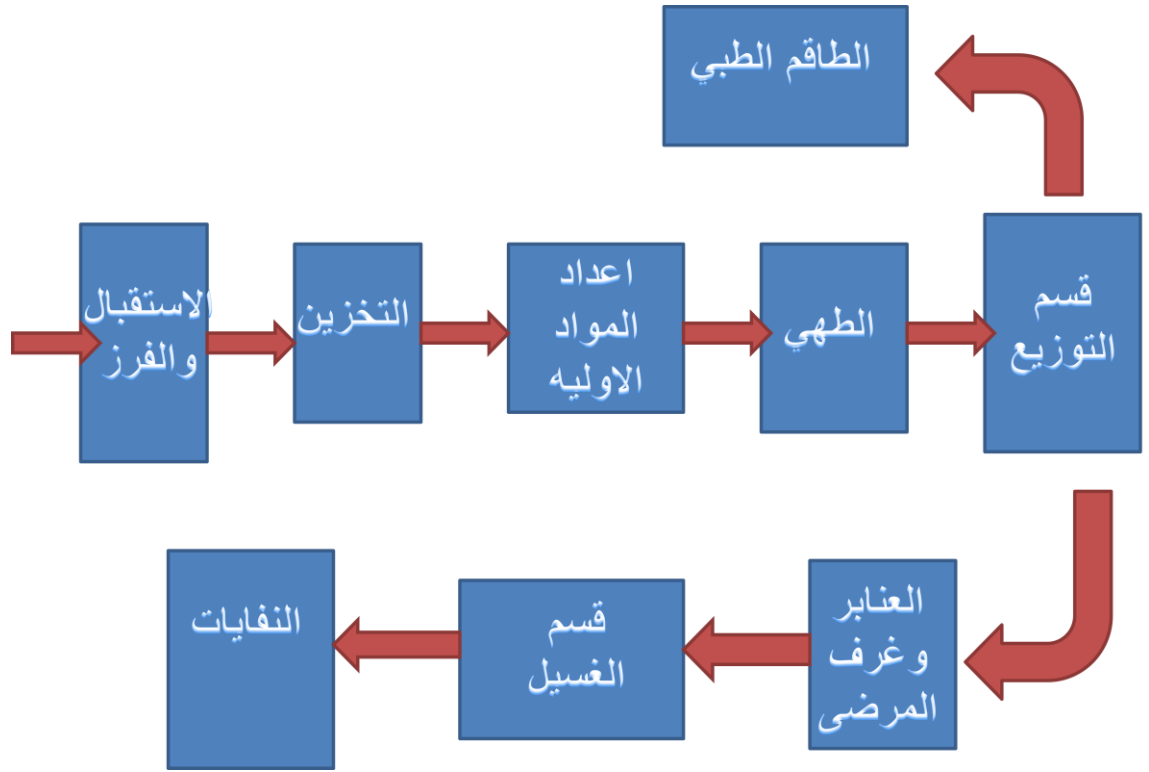 الطاقم الطبي
الاستقبال
والفرز
التخزين
اعداد
المواد
الاوليه
الطهي
قسم
التوزيع
العنابر
وغرف
المرضى
قسم
الغسيل
النفايات